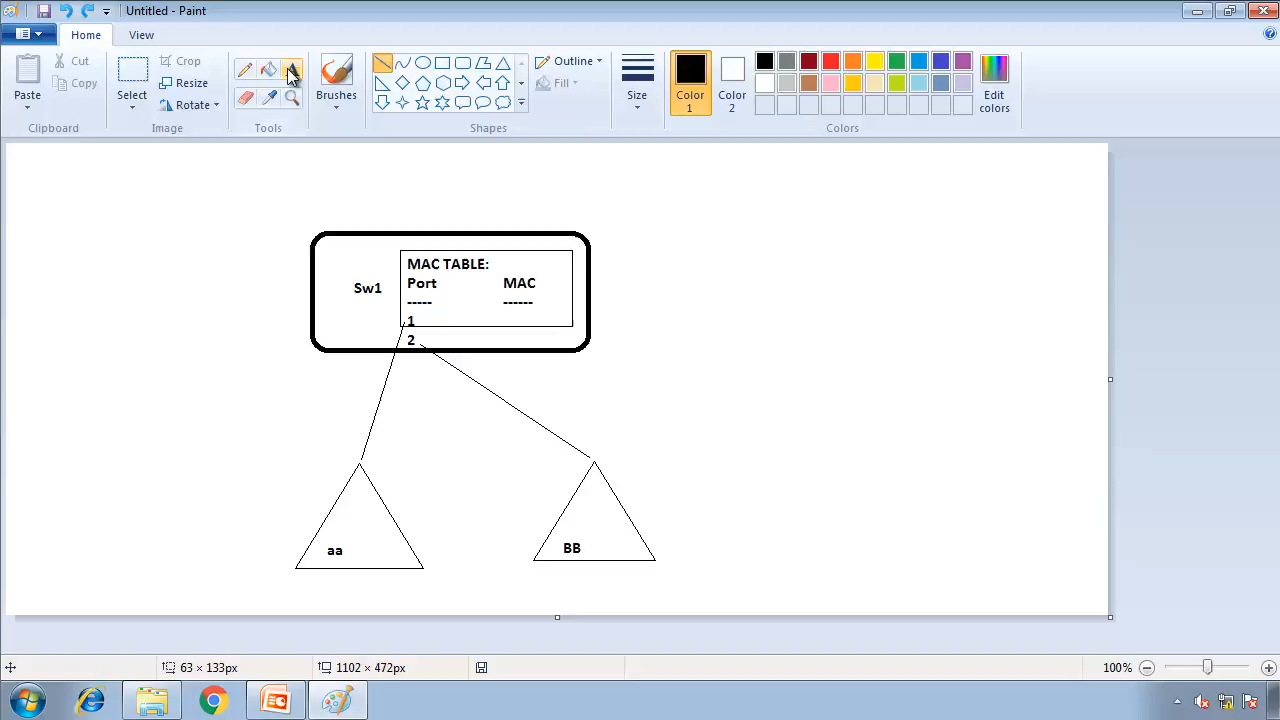 Untitled - Paint
Home View
Paste
Cut
Copy
Clipboard
Select
Crop
Resize
Rotate
Image
Tools
Brushes
Outline
Fill
Shapes
Size
Color 1
Color 2
Edit colors
Colors
Sw1
MAC TABLE:
Port MAC
----- ------
1
2
aa
BB
63 × 133px
1102 × 472px
100%